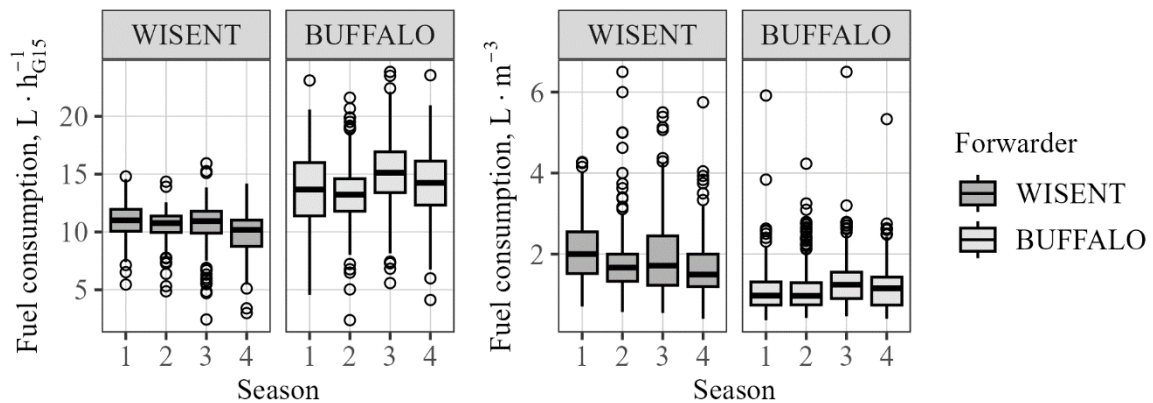 WISENT BUFFALO
Fuel consumption, L · h⁻¹G15
20
15
10
5
1 2 3 4 1 2 3 4
Season
WISENT BUFFALO
Fuel consumption, L · m⁻³
6
4
2
1 2 3 4 1 2 3 4
Season
Forwarder
WISENT
BUFFALO